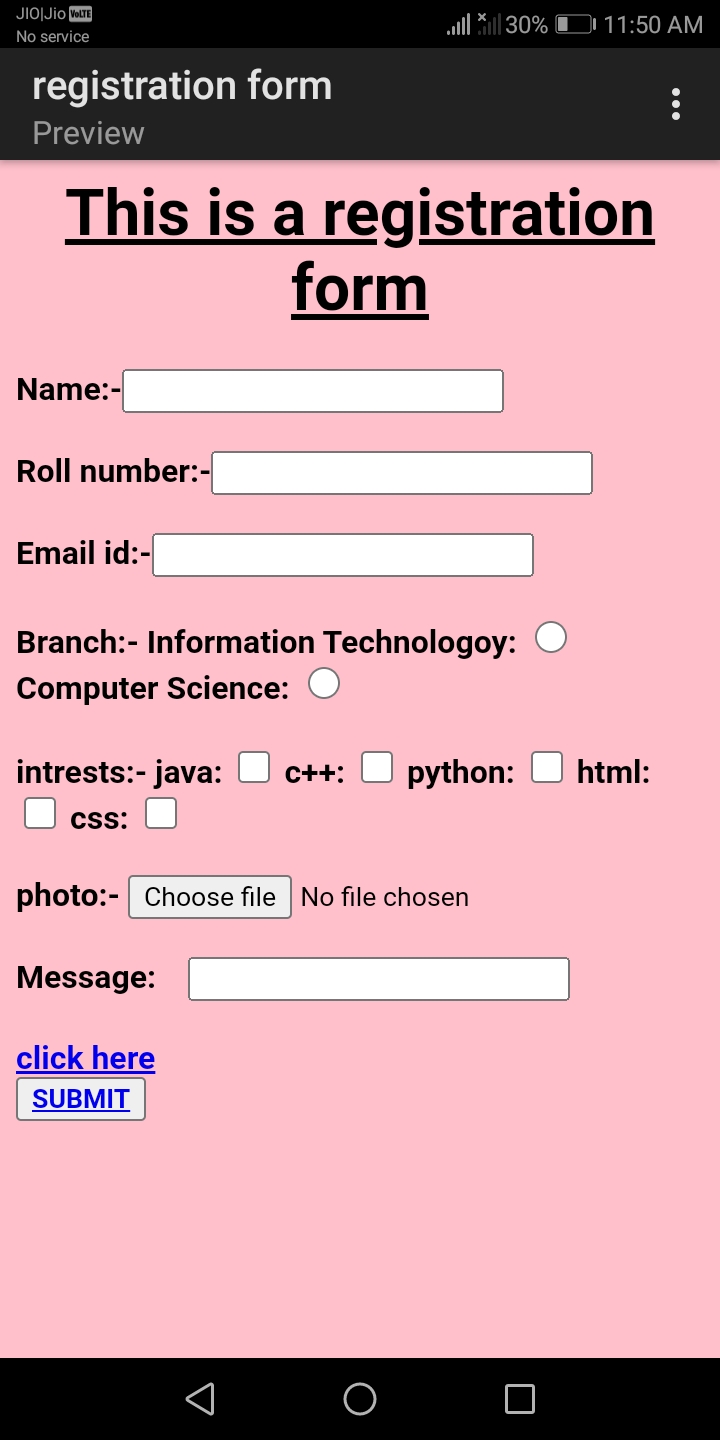 JIO|Jio VoLTE
No service
30% 11:50 AM
registration form
Preview
This is a registration
form
Name:-
Roll number:-
Email id:-
Branch:- Information Technologoy:
Computer Science:
intrests:- java: c++: python: html:
css:
photo:- Choose file No file chosen
Message:
click here
SUBMIT